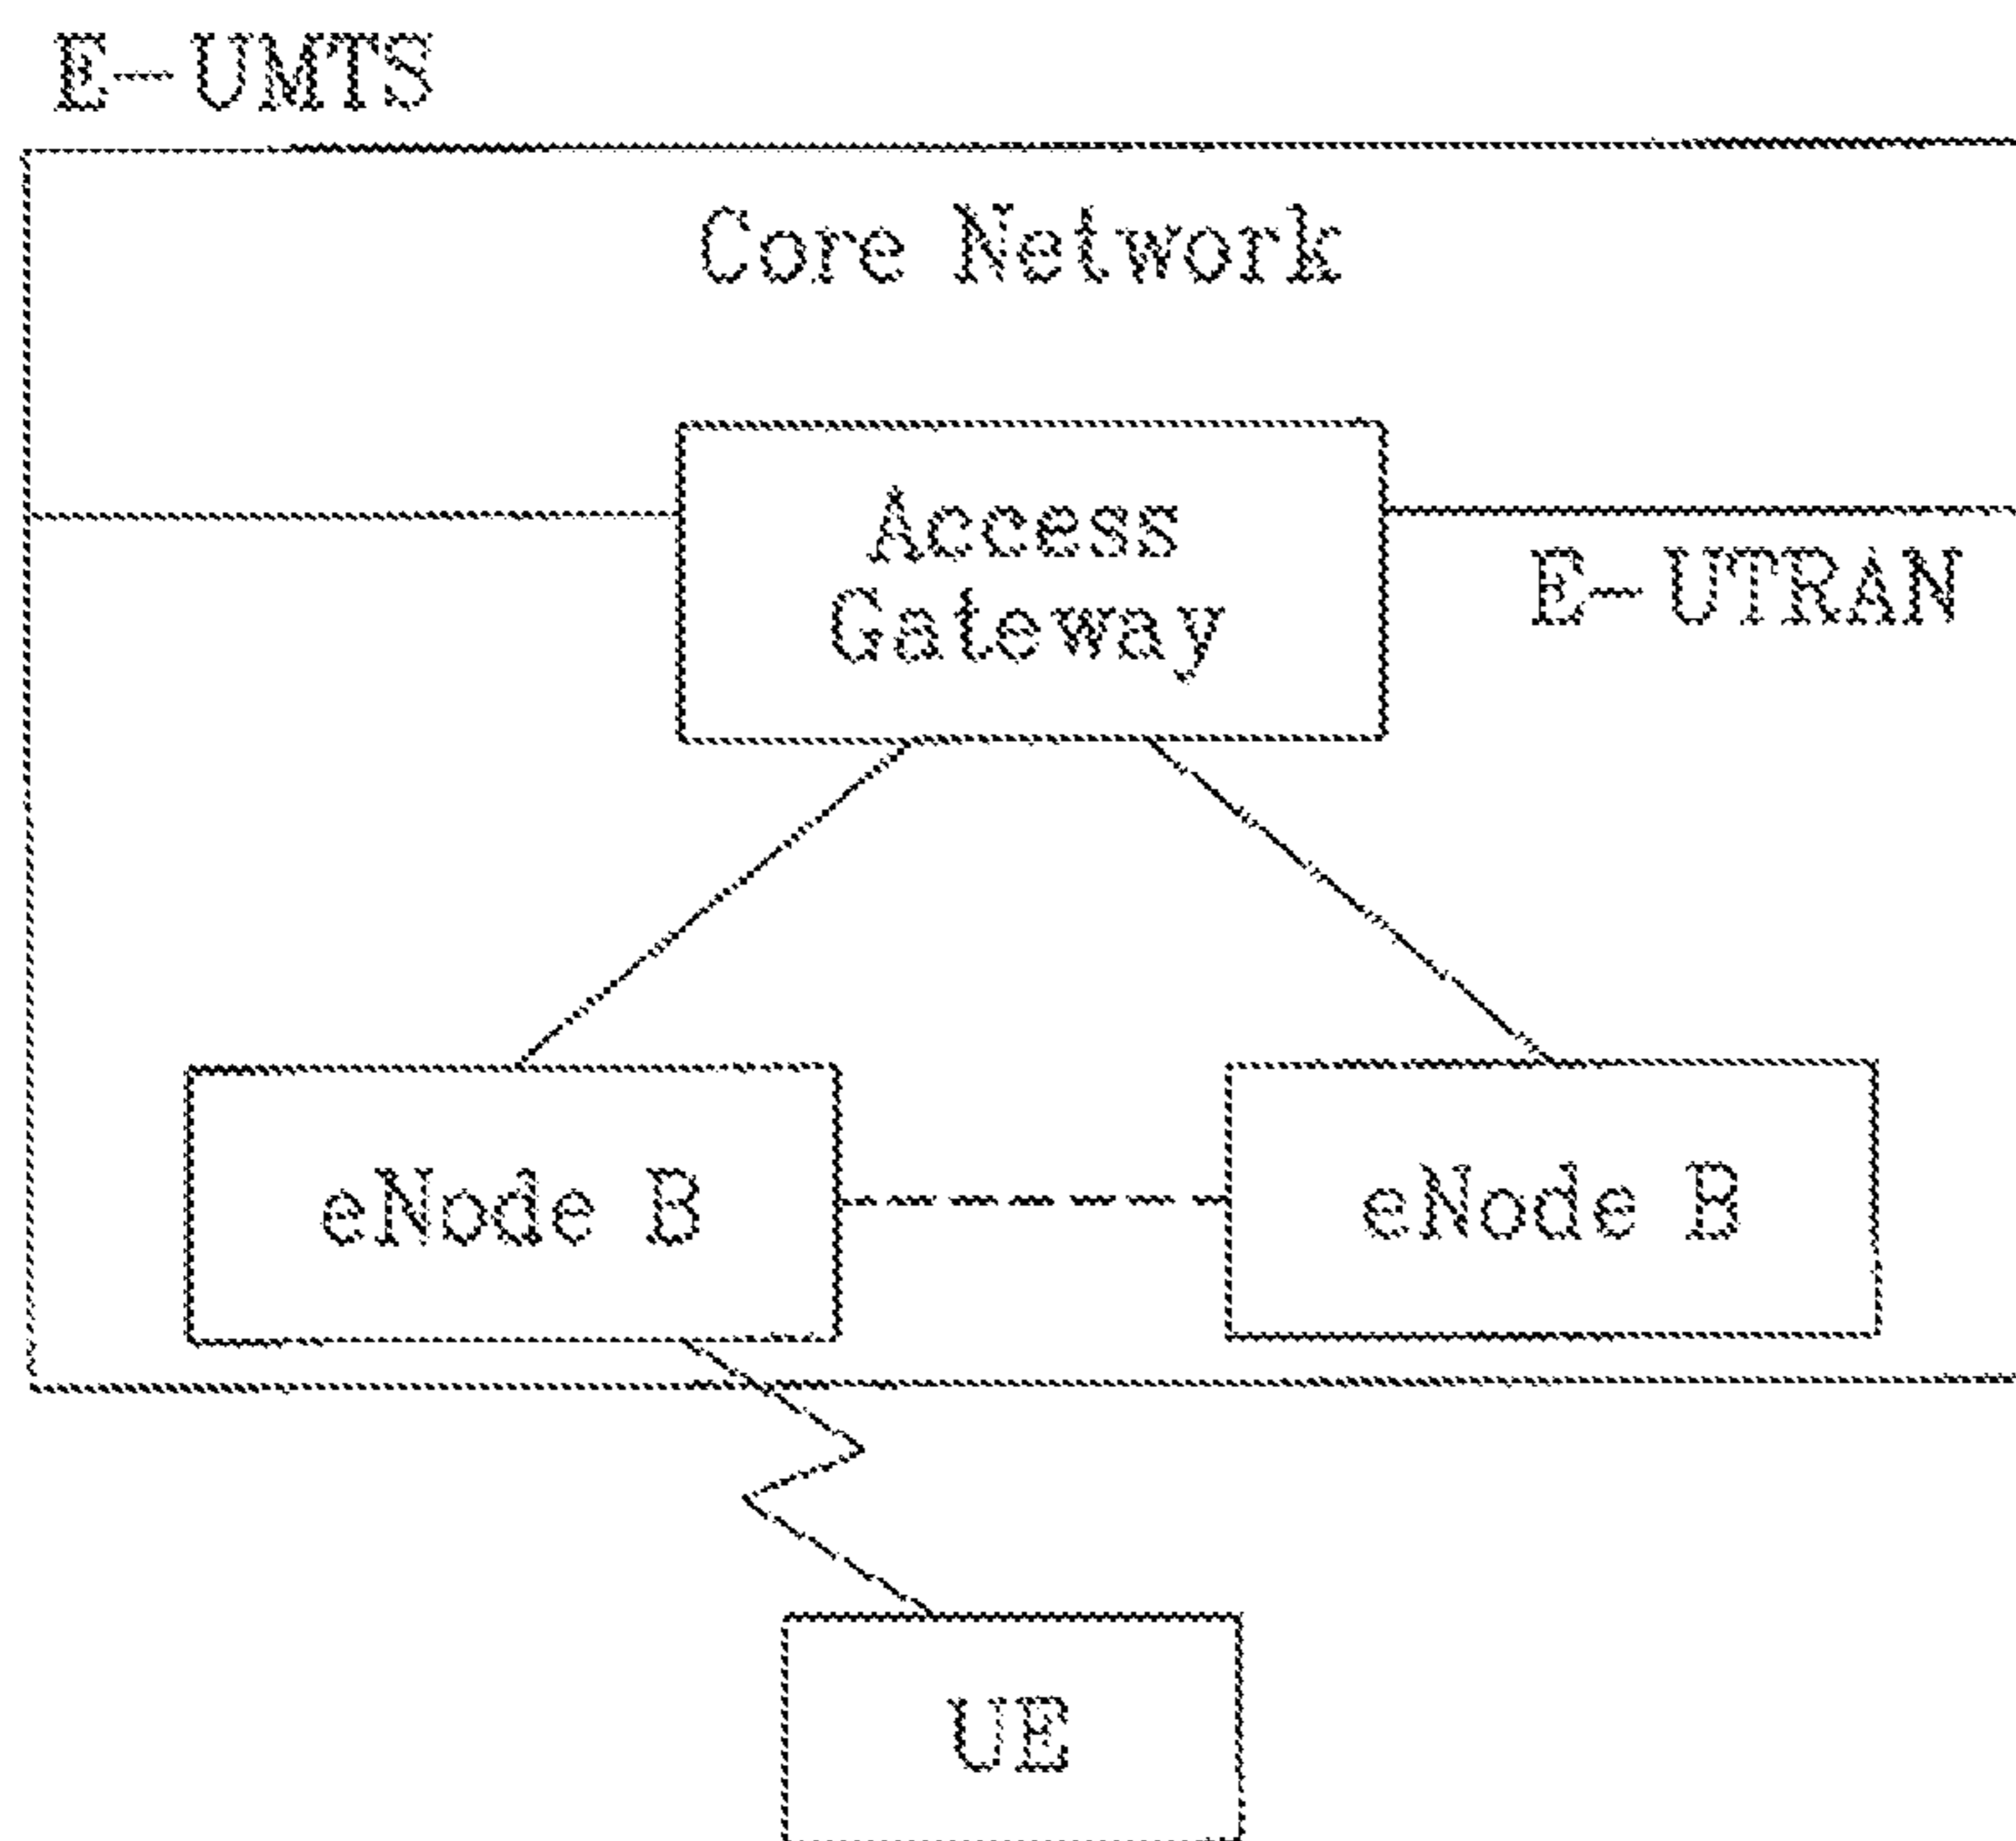 E-UMTS
Core Network
Access
Gateway
E-UTRAN
eNode B
eNode B
UE